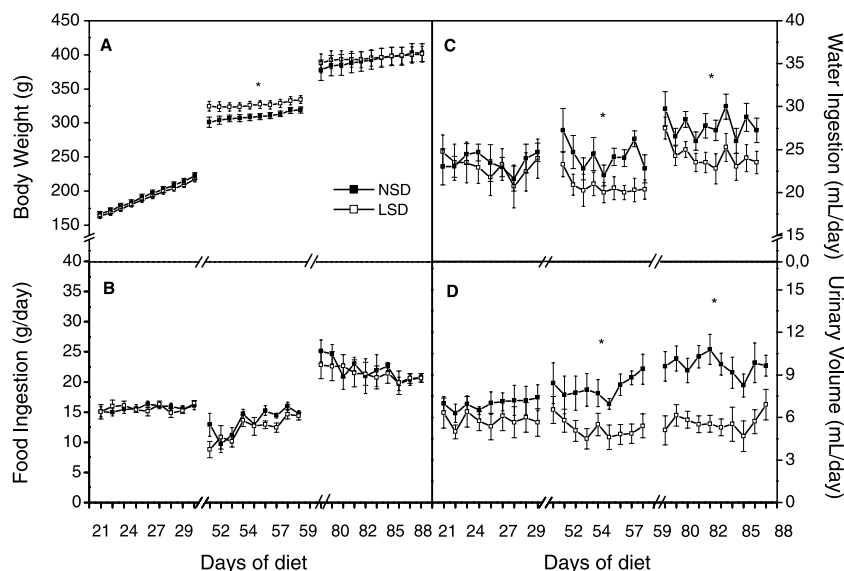 450
400
350
300
250
200
150
Body Weight (g)
A
*
NSD
LSD
40
35
30
25
20
15
0,0
Water Ingestion (mL/day)
C
*
*
40
35
30
25
20
15
10
5
0
Food Ingestion (g/day)
B
15
12
9
6
3
0
Urinary Volume (mL/day)
D
*
*
21 24 27 29 52 54 57 59 80 82 85 88
21 24 27 29 52 54 57 59 80 82 85 88
Days of diet
Days of diet